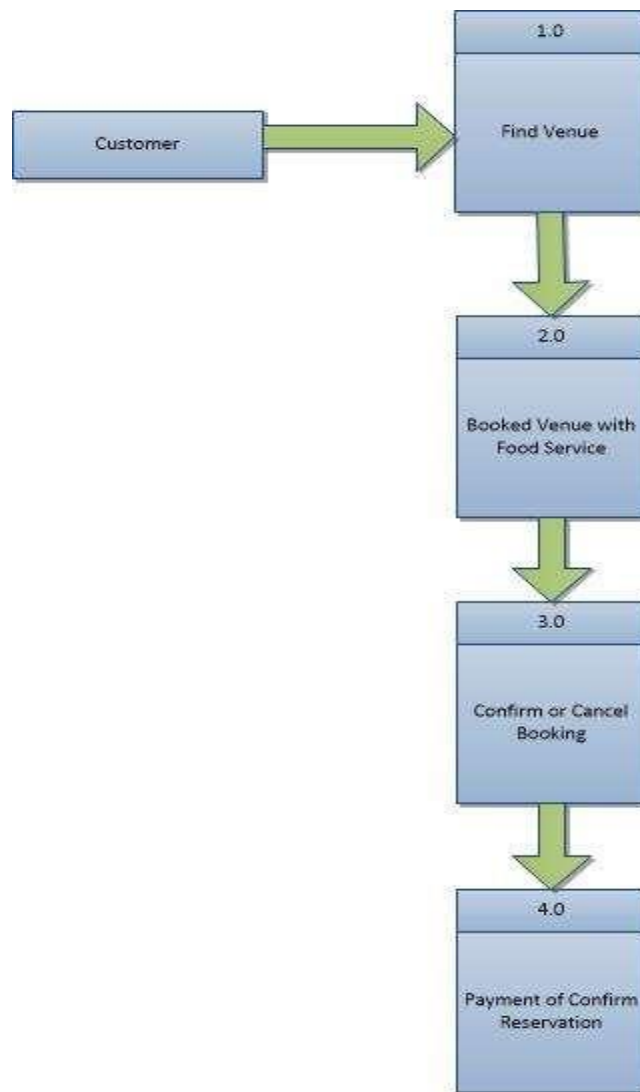 Customer
1.0
Find Venue
2.0
Booked Venue with
Food Service
3.0
Confirm or Cancel
Booking
4.0
Payment of Confirm
Reservation